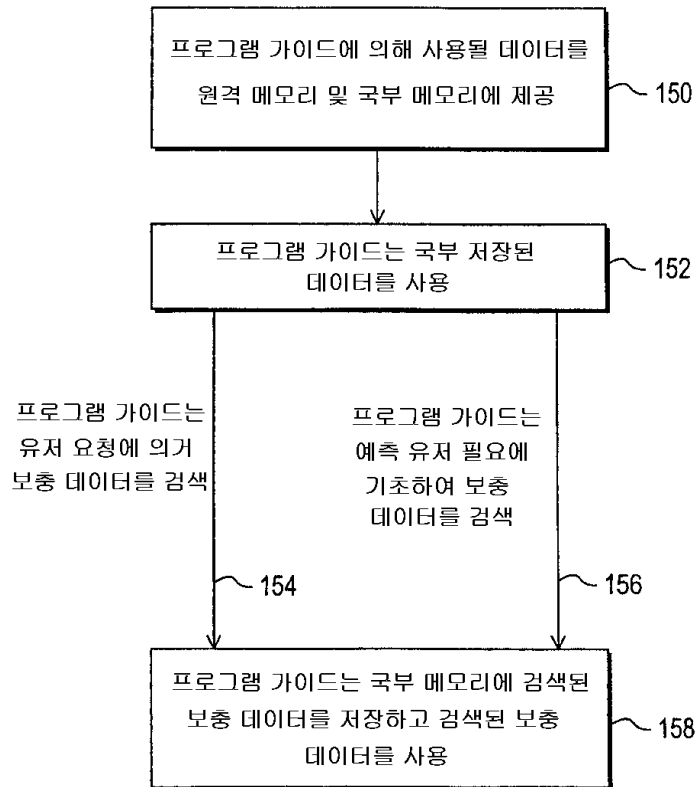 프로그램 가이드에 의해 사용될 데이터를
원격 메모리 및 국부 메모리에 제공
150
프로그램 가이드는 국부 저장된
데이터를 사용
152
프로그램 가이드는
유저 요청에 의거
보충 데이터를 검색
154
프로그램 가이드는
예측 유저 필요에
기초하여 보충
데이터를 검색
156
프로그램 가이드는 국부 메모리에 검색된
보충 데이터를 저장하고 검색된 보충
데이터를 사용
158